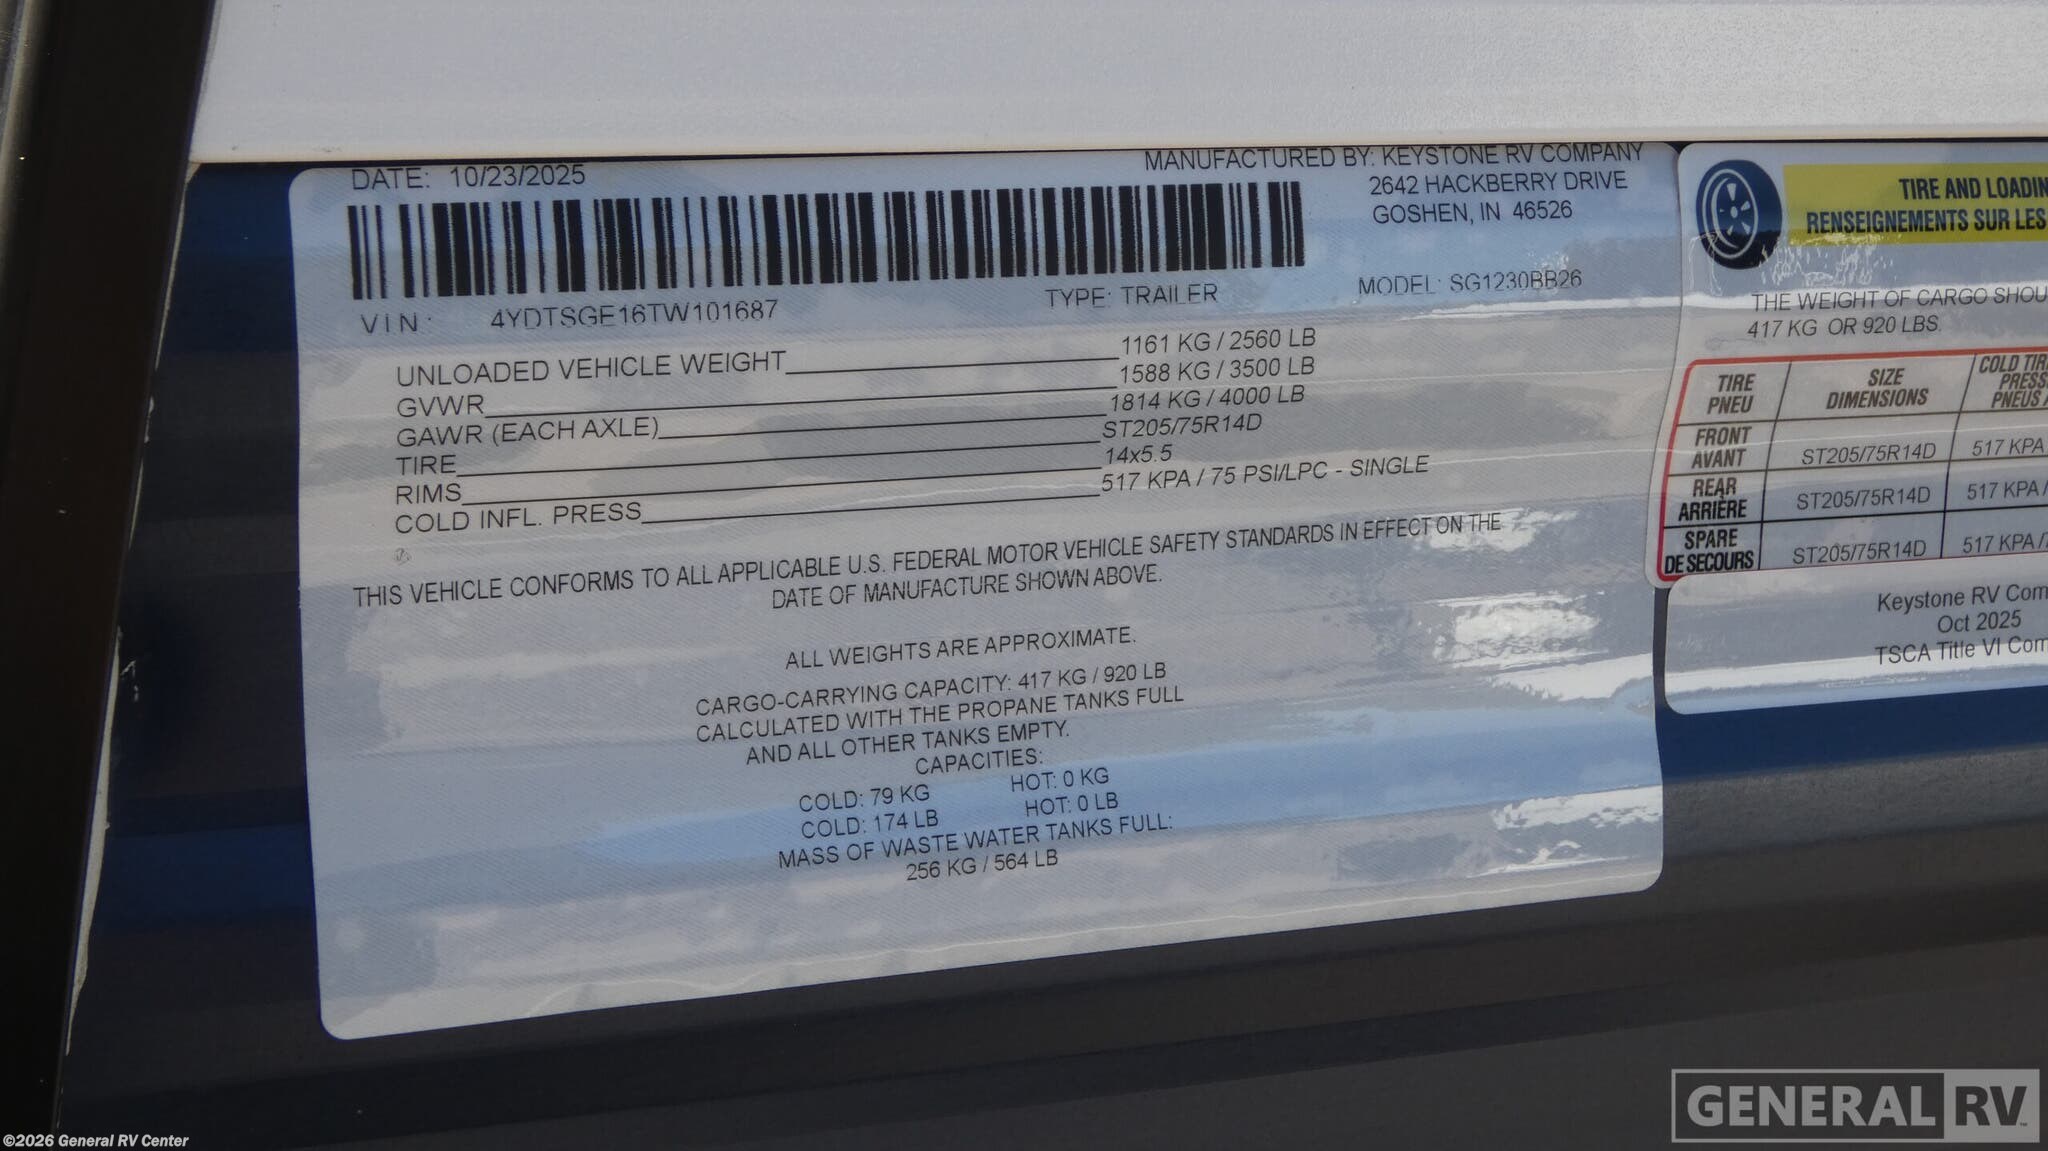 DATE: 10/23/2025
MANUFACTURED BY: KEYSTONE RV COMPANY
2642 HACKBERRY DRIVE
GOSHEN, IN 46526
VIN: 4YDTSGE16TW101687
TYPE: TRAILER
MODEL: SG1230BB26
UNLOADED VEHICLE WEIGHT 1161 KG / 2560 LB
GVWR 1588 KG / 3500 LB
GAWR (EACH AXLE) 1814 KG / 4000 LB
TIRE ST205/75R14D
RIMS 14x5.5
COLD INFL. PRESS 517 KPA / 75 PSI/LPC - SINGLE
THIS VEHICLE CONFORMS TO ALL APPLICABLE U.S. FEDERAL MOTOR VEHICLE SAFETY STANDARDS IN EFFECT ON THE
DATE OF MANUFACTURE SHOWN ABOVE.
ALL WEIGHTS ARE APPROXIMATE.
CARGO-CARRYING CAPACITY: 417 KG / 920 LB
CALCULATED WITH THE PROPANE TANKS FULL
AND ALL OTHER TANKS EMPTY.
CAPACITIES:
COLD: 79 KG HOT: 0 KG
COLD: 174 LB HOT: 0 LB
MASS OF WASTE WATER TANKS FULL:
256 KG / 564 LB
TIRE AND LOADIN
RENSEIGNEMENTS SUR LES
THE WEIGHT OF CARGO SHOU
417 KG OR 920 LBS.
TIRE SIZE COLD TIR
PNEU DIMENSIONS PRESS
PNEUS
FRONT
AVANT ST205/75R14D 517 KPA
REAR
ARRIÈRE ST205/75R14D 517 KPA /
SPARE
DE SECOURS ST205/75R14D 517 KPA /
Keystone RV Com
Oct 2025
TSCA Title VI Com
GENERAL RV
©2026 General RV Center